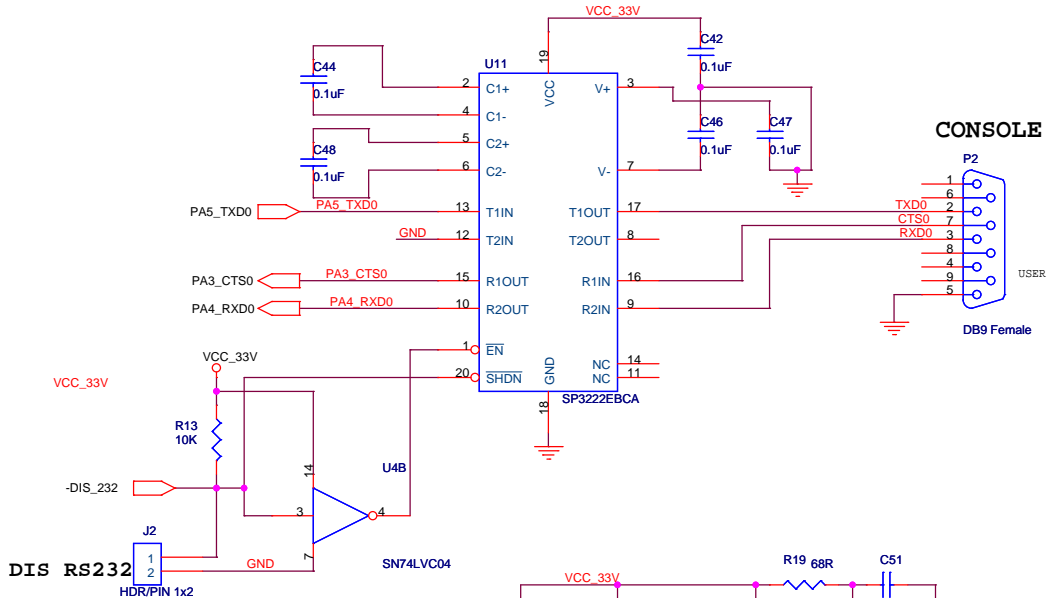 VCC_33V
C42
0.1uF
19
U11
C44
0.1uF
2
C1+
VCC
V+
3
4
C1-
C46
0.1uF
C47
0.1uF
CONSOLE
5
C2+
C48
0.1uF
6
C2-
V-
7
P2
PA5_TXD0
PA5_TXD0
13
T1IN
T1OUT
17
TXD0
GND
12
T2IN
T2OUT
8
CTS0
RXD0
1
6
2
7
3
8
4
9
5
USER
PA3_CTS0
PA3_CTS0
15
R1OUT
R1IN
16
PA4_RXD0
PA4_RXD0
10
R2OUT
R2IN
9
DB9 Female
1
EN
NC
14
20
SHDN
GND
NC
11
18
SP3222EBCA
VCC_33V
VCC_33V
R13
10K
14
U4B
-DIS_232
3
4
7
SN74LVC04
J2
1
2
GND
DIS RS232
HDR/PIN 1x2
VCC_33V
R19
68R
C51